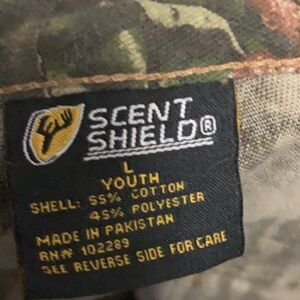 SCENT
SHIELD®
L
YOUTH
SHELL: 55% COTTON
45% POLYESTER
MADE IN PAKISTAN
RN# 102289
SEE REVERSE SIDE FOR CARE